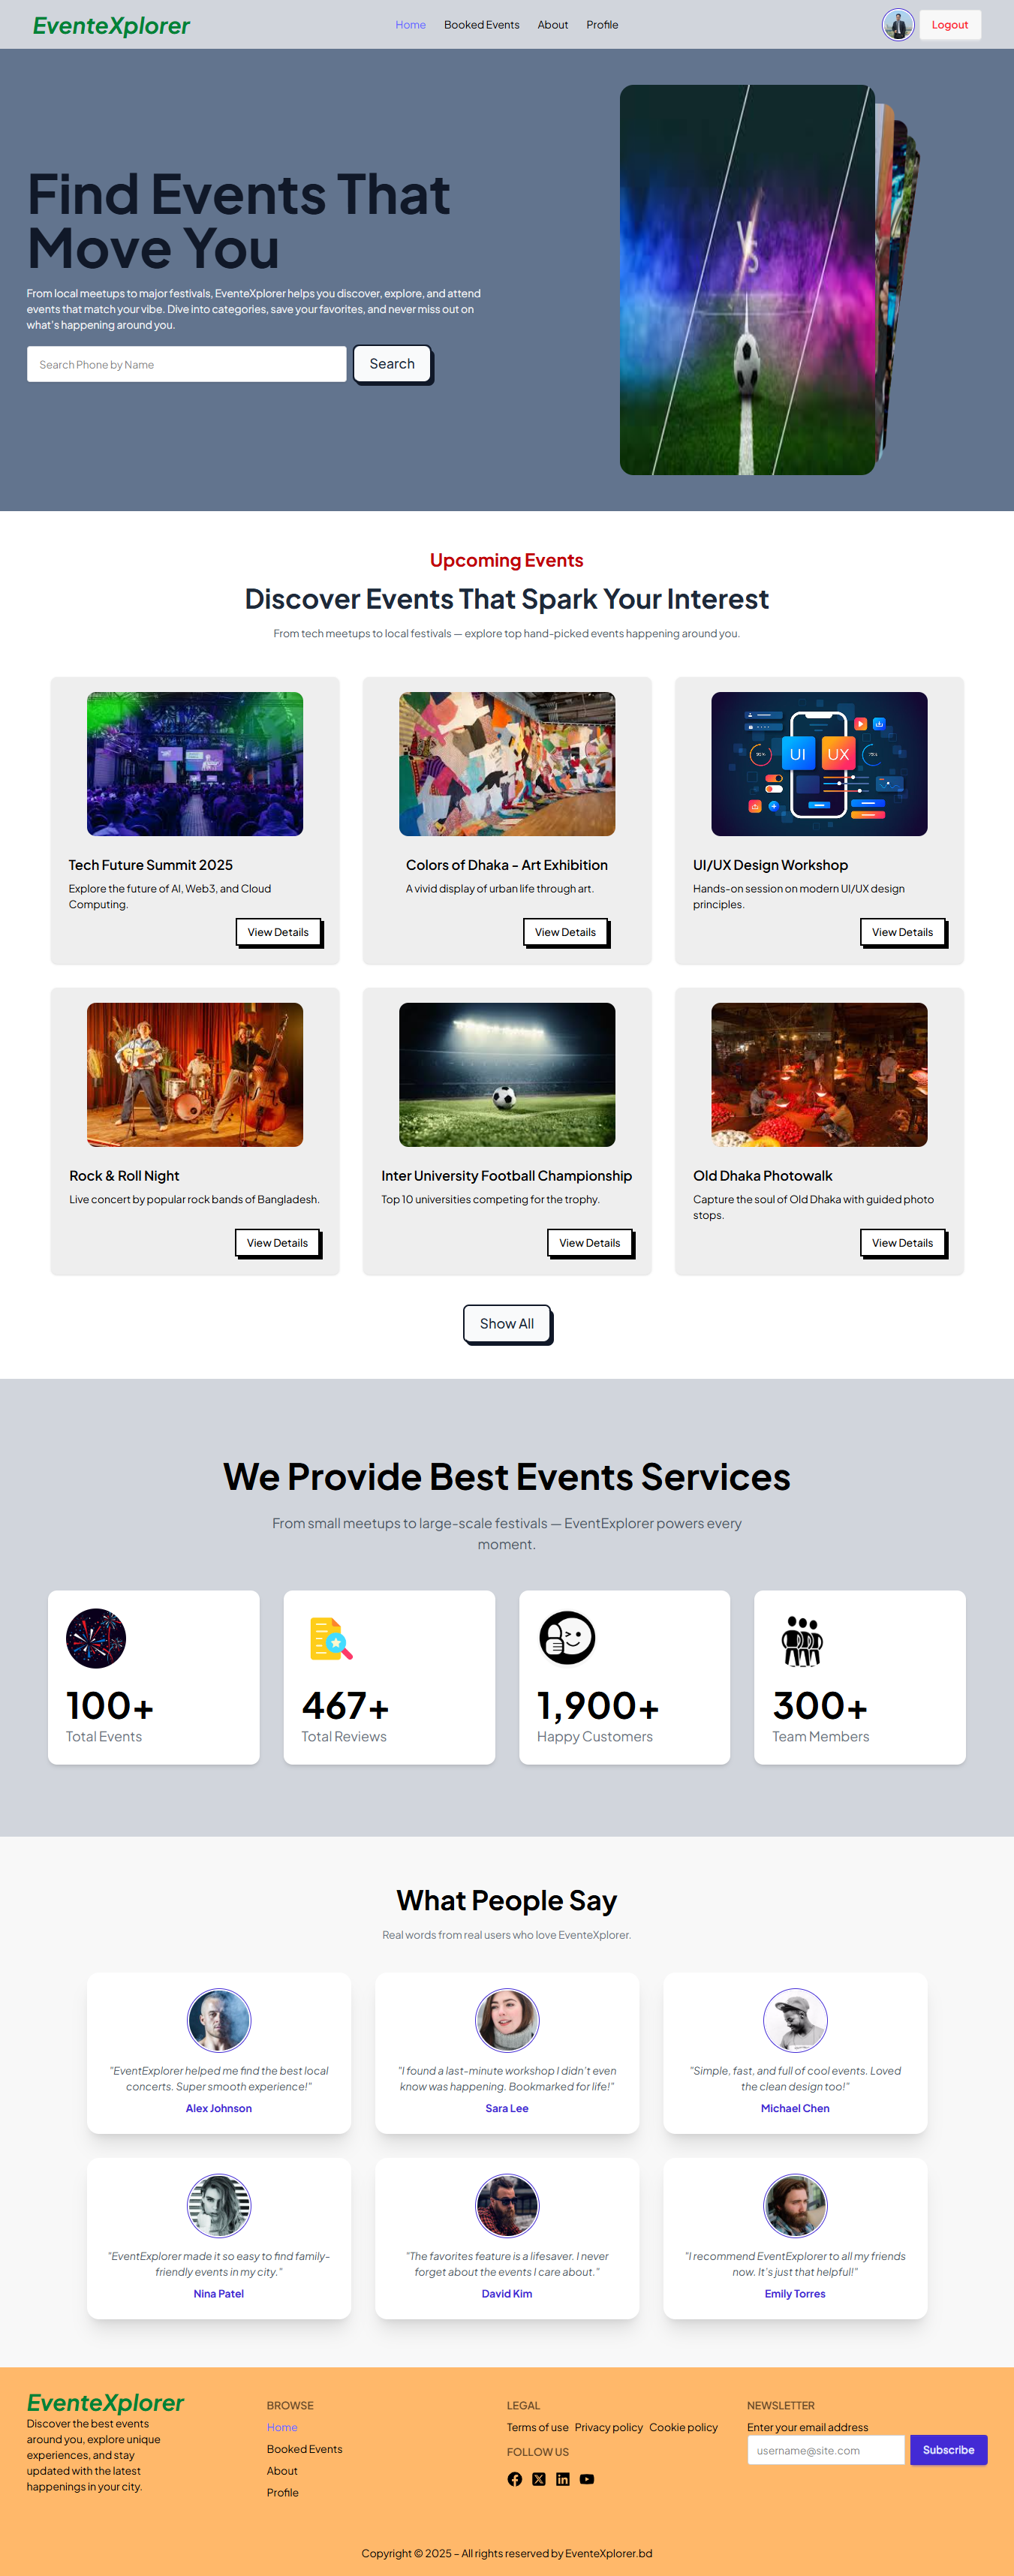 EventeXplorer
Home
Booked Events
About
Profile
Logout
Find Events That
Move You
From local meetups to major festivals, EventeXplorer helps you discover, explore, and attend
events that match your vibe. Dive into categories, save your favorites, and never miss out on
what's happening around you.
Search Phone by Name
Search
VS
Upcoming Events
Discover Events That Spark Your Interest
From tech meetups to local festivals — explore top hand-picked events happening around you.
UI
UX
Tech Future Summit 2025
Explore the future of AI, Web3, and Cloud
Computing.
View Details
Colors of Dhaka - Art Exhibition
A vivid display of urban life through art.
View Details
UI/UX Design Workshop
Hands-on session on modern UI/UX design
principles.
View Details
Rock & Roll Night
Live concert by popular rock bands of Bangladesh.
View Details
Inter University Football Championship
Top 10 universities competing for the trophy.
View Details
Old Dhaka Photowalk
Capture the soul of Old Dhaka with guided photo
stops.
View Details
Show All
We Provide Best Events Services
From small meetups to large-scale festivals — EventExplorer powers every
moment.
100+
Total Events
467+
Total Reviews
1,900+
Happy Customers
300+
Team Members
What People Say
Real words from real users who love EventeXplorer.
"EventExplorer helped me find the best local
concerts. Super smooth experience!"
Alex Johnson
"I found a last-minute workshop I didn't even
know was happening. Bookmarked for life!"
Sara Lee
"Simple, fast, and full of cool events. Loved
the clean design too!"
Michael Chen
"EventExplorer made it so easy to find family-
friendly events in my city."
Nina Patel
"The favorites feature is a lifesaver. I never
forget about the events I care about."
David Kim
"I recommend EventExplorer to all my friends
now. It's just that helpful!"
Emily Torres
EventeXplorer
Discover the best events
around you, explore unique
experiences, and stay
updated with the latest
happenings in your city.
BROWSE
Home
Booked Events
About
Profile
LEGAL
Terms of use Privacy policy Cookie policy
FOLLOW US
NEWSLETTER
Enter your email address
username@site.com
Subscribe
Copyright © 2025 – All rights reserved by EventeXplorer.bd